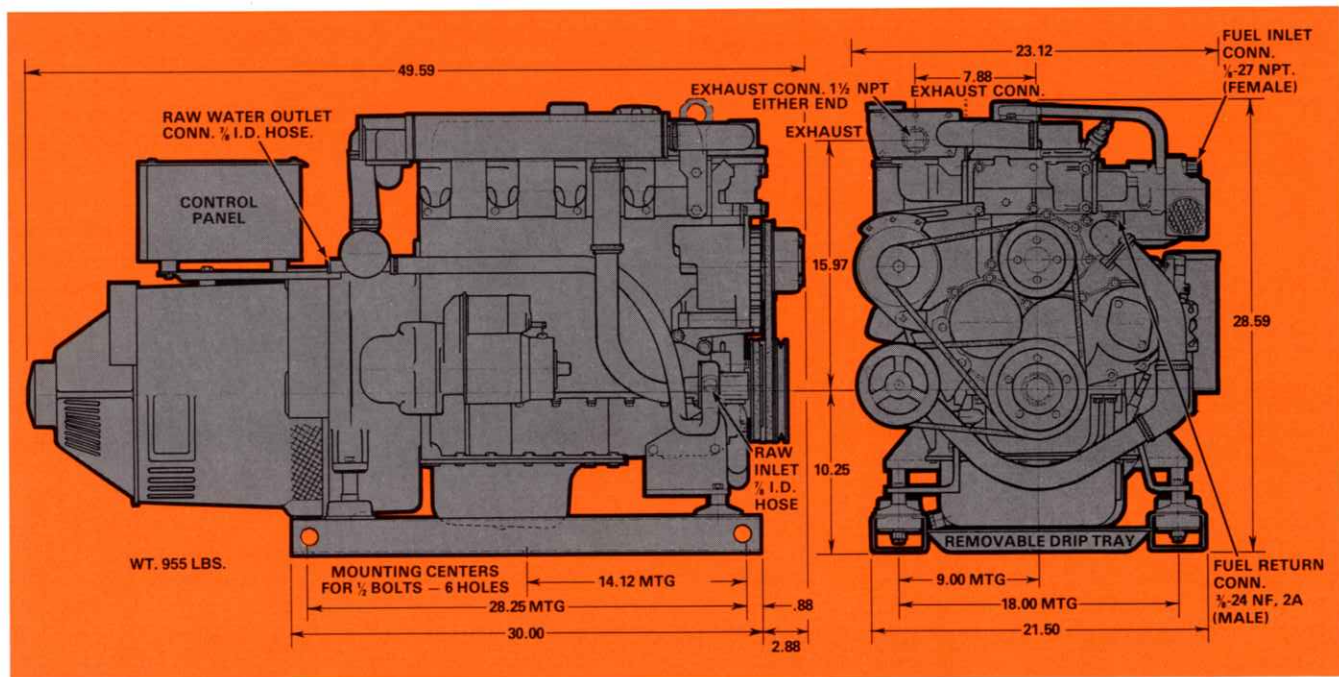 49.59
RAW WATER OUTLET
CONN. ⅞ I.D. HOSE.
CONTROL
PANEL
EXHAUST CONN. 1½ NPT
EITHER END
EXHAUST
15.97
10.25
RAW
INLET
⅞ I.D.
HOSE
WT. 955 LBS.
MOUNTING CENTERS
FOR ½ BOLTS – 6 HOLES
14.12 MTG
28.25 MTG
.88
30.00
2.88
23.12
7.88
EXHAUST CONN.
FUEL INLET
CONN.
⅛-27 NPT.
(FEMALE)
28.59
REMOVABLE DRIP TRAY
9.00 MTG
18.00 MTG
21.50
FUEL RETURN
CONN.
⅜-24 NF, 2A
(MALE)